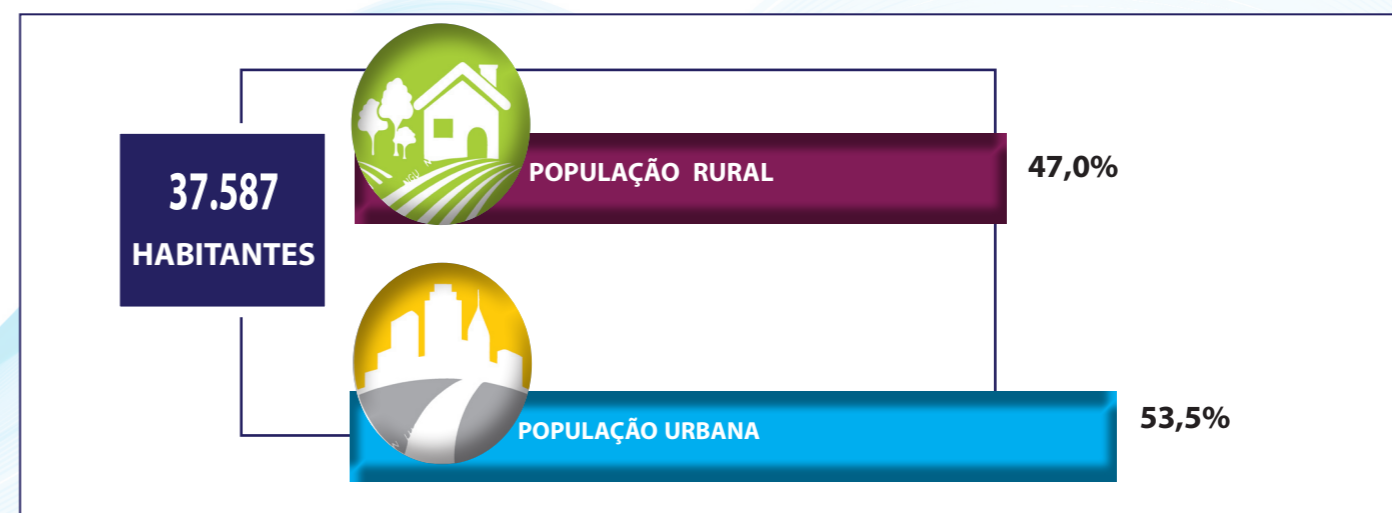 37.587
HABITANTES
POPULAÇÃO RURAL
47,0%
POPULAÇÃO URBANA
53,5%